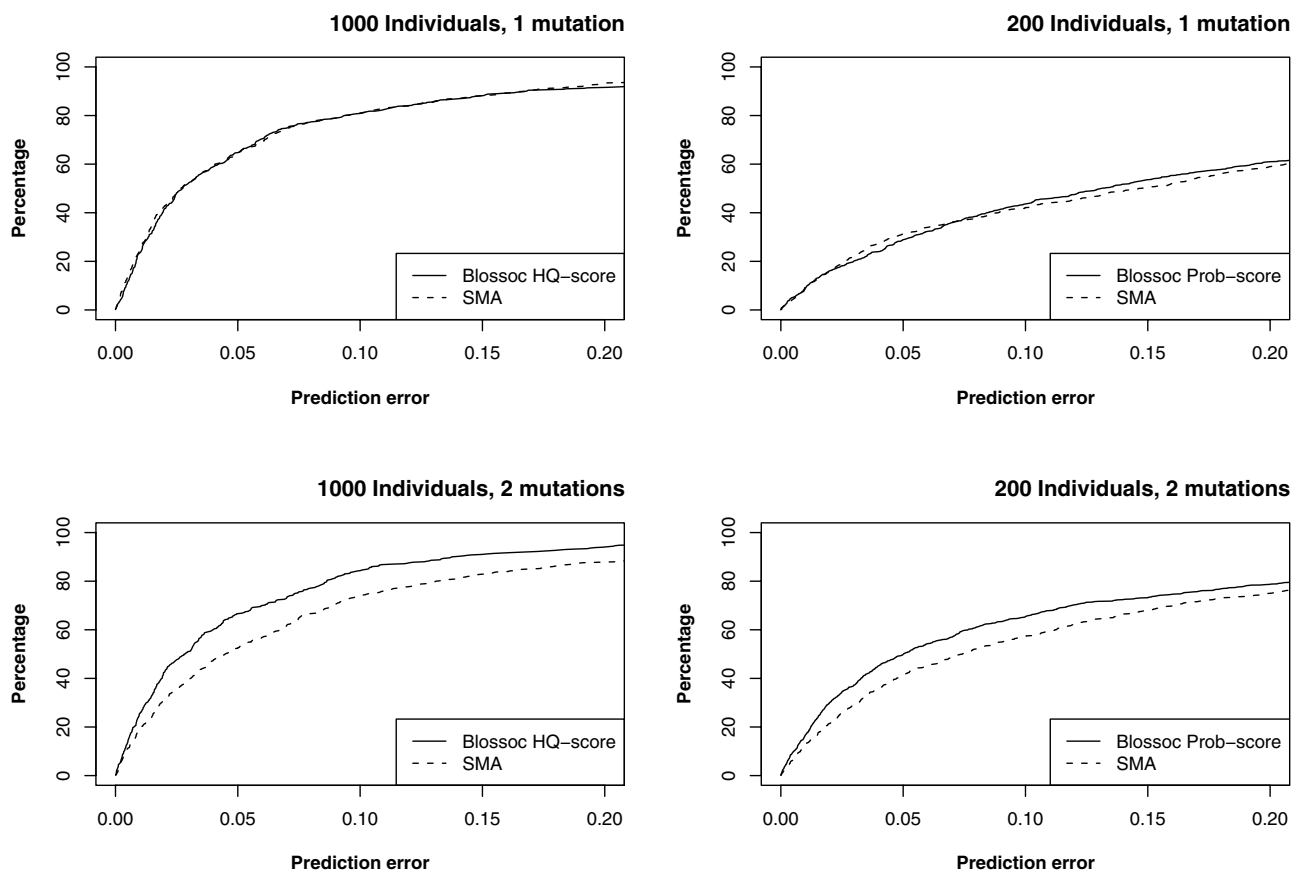 1000 Individuals, 1 mutation
Percentage
100
80
60
40
20
0
Blossoc HQ−score
SMA
0.00 0.05 0.10 0.15 0.20
Prediction error
200 Individuals, 1 mutation
Percentage
100
80
60
40
20
0
Blossoc Prob−score
SMA
0.00 0.05 0.10 0.15 0.20
Prediction error
1000 Individuals, 2 mutations
Percentage
100
80
60
40
20
0
Blossoc HQ−score
SMA
0.00 0.05 0.10 0.15 0.20
Prediction error
200 Individuals, 2 mutations
Percentage
100
80
60
40
20
0
Blossoc Prob−score
SMA
0.00 0.05 0.10 0.15 0.20
Prediction error